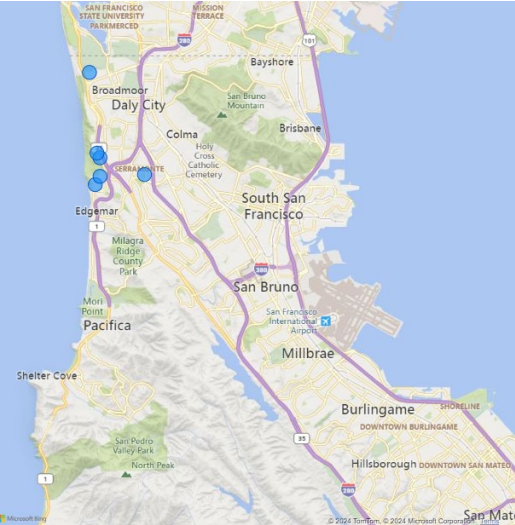 SAN FRANCISCO
STATE UNIVERSITY
PARKMERCED
MISSION
TERRACE
280
101
Bayshore
Broadmoor
Daly City
San Bruno
Mountain
Colma
Brisbane
Holy
Cross
Catholic
Cemetery
SERRAMONTE
South San
Francisco
Edgemar
1
Milagra
Ridge
County
Park
380
San Bruno
Mori
Point
San Francisco
International
Airport
Pacifica
Millbrae
Shelter Cove
Burlingame
SHORELINE
DOWNTOWN BURLINGAME
35
San Pedro
Valley Park
North Peak
Hillsborough
DOWNTOWN SAN MATEO
1
280
San Mat
Microsoft Bing
© 2024 TomTom, © 2024 Microsoft Corporation Terms